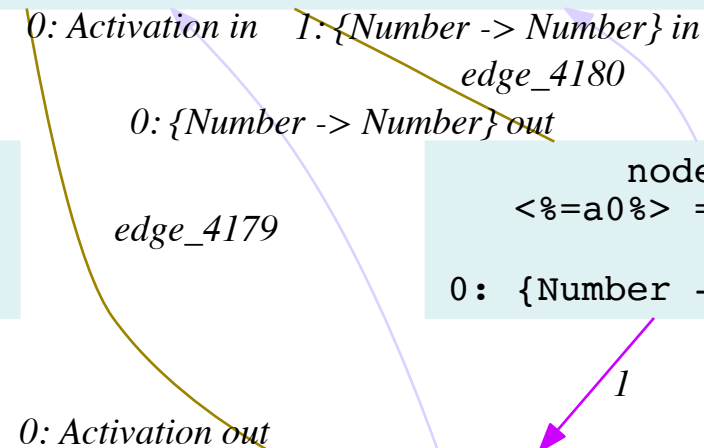 0: Activation in
1: {Number -> Number} in
edge_4180
0: {Number -> Number} out
node
<%=a0%> =
edge_4179
0: {Number -
1
0: Activation out